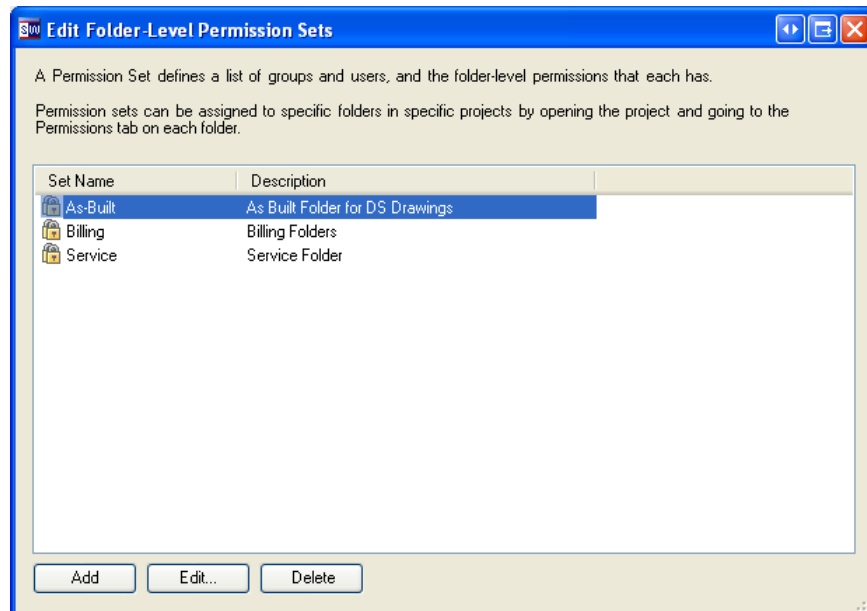 SW Edit Folder-Level Permission Sets
A Permission Set defines a list of groups and users, and the folder-level permissions that each has.
Permission sets can be assigned to specific folders in specific projects by opening the project and going to the
Permissions tab on each folder.
Set Name Description
As-Built As Built Folder for DS Drawings
Billing Billing Folders
Service Service Folder
Add Edit... Delete